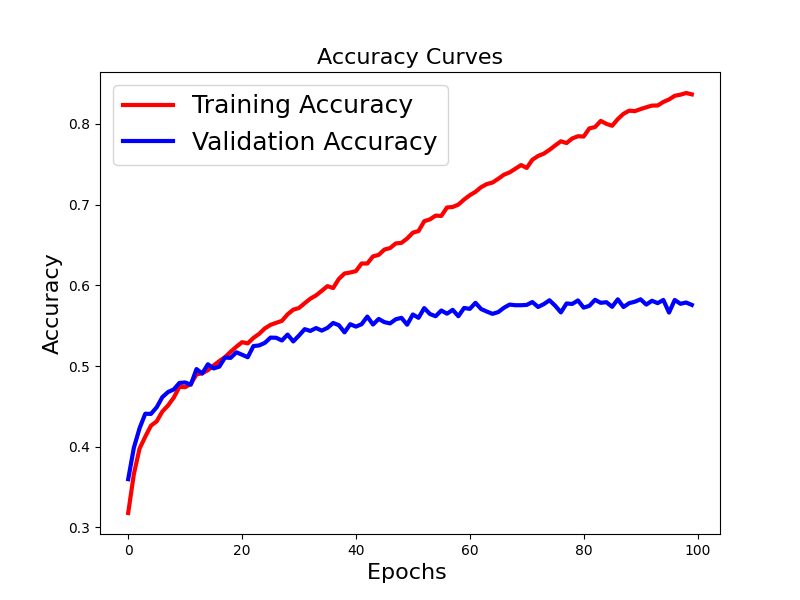 Accuracy Curves
Training Accuracy
Validation Accuracy
Accuracy
0.8
0.7
0.6
0.5
0.4
0.3
0 20 40 60 80 100
Epochs